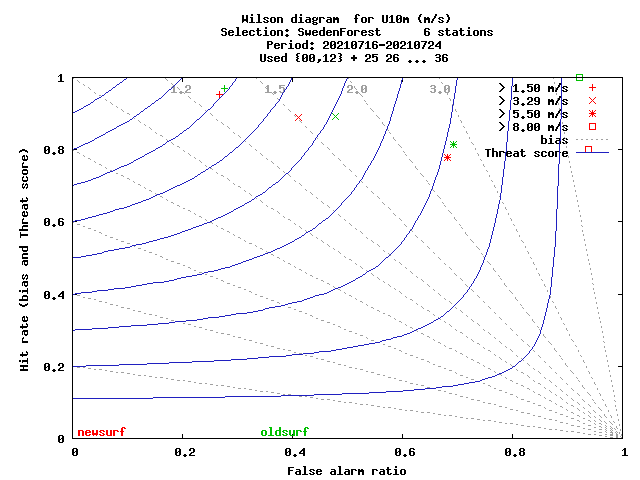 Wilson diagram  for U10m (m/s)
Selection: SwedenForest      6 stations
Period: 20210716-20210724
Used {00,12} + 25 26 ... 36
1.2 1.5 2.0 3.0
> 1.50 m/s
> 3.29 m/s
> 5.50 m/s
> 8.00 m/s
bias
Threat score
Hit rate (bias and Threat score)
1
0.8
0.6
0.4
0.2
0
newsurf oldsurf
0 0.2 0.4 0.6 0.8 1
False alarm ratio